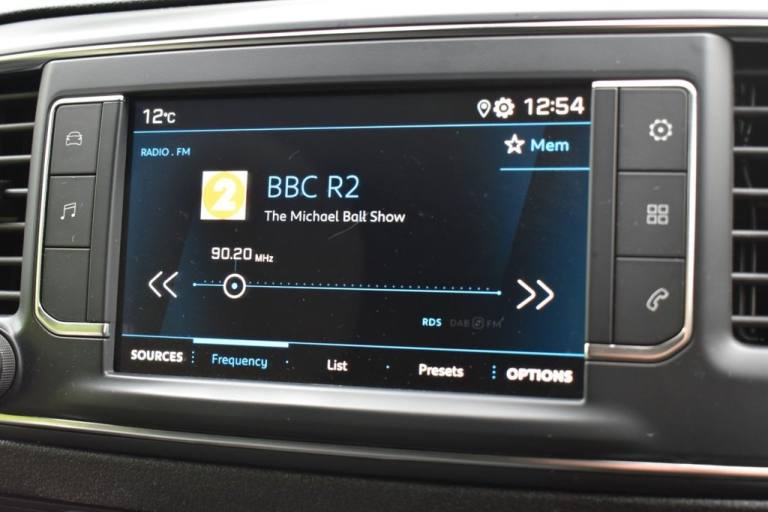 12°C
12:54
RADIO . FM
Mem
2
BBC R2
The Michael Ball Show
90.20 MHz
RDS DAB S FM
SOURCES Frequency List Presets OPTIONS